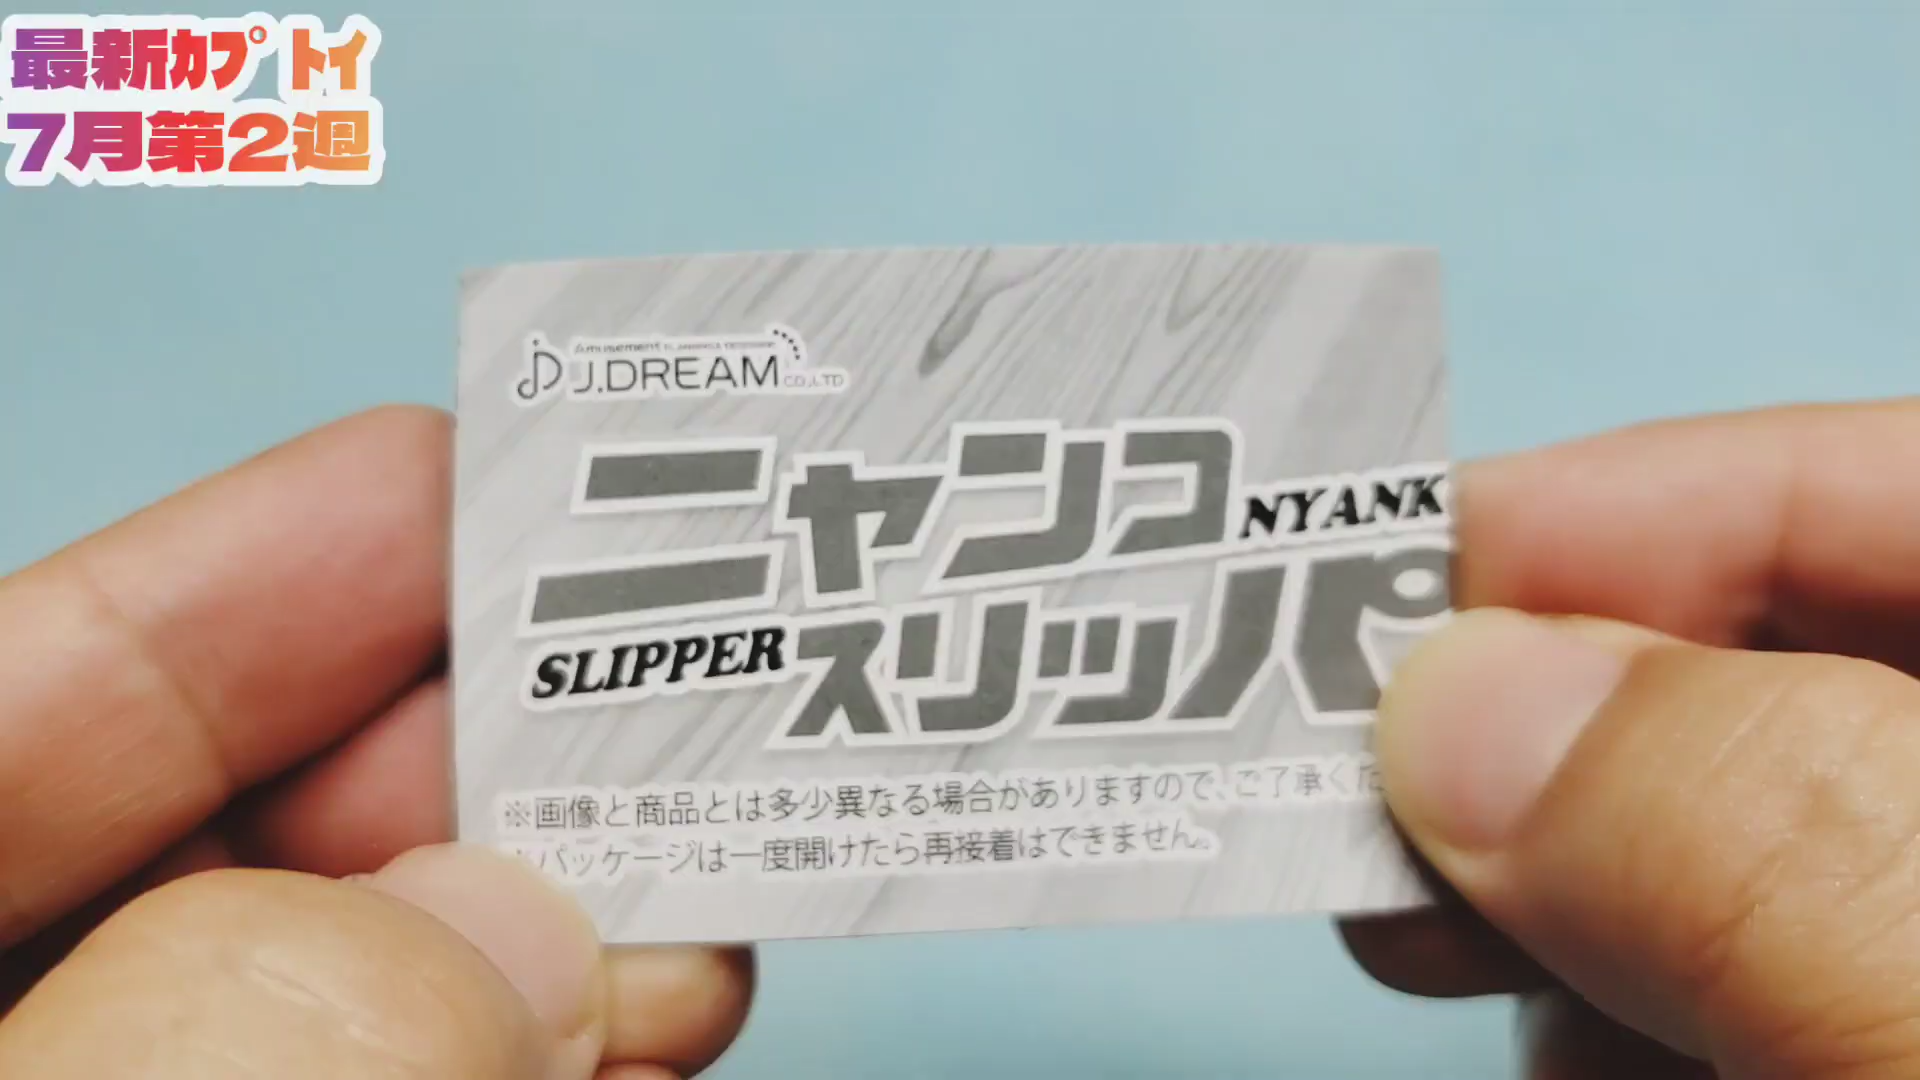 最新ｶﾌﾟﾄｲ
7月第2週
Amusement
J.DREAM CO.,LTD
ニャンコ NYANK
SLIPPER スリッパ
※画像と商品とは多少異なる場合がありますので、ご了承くだ
※パッケージは一度開けたら再接着はできません。